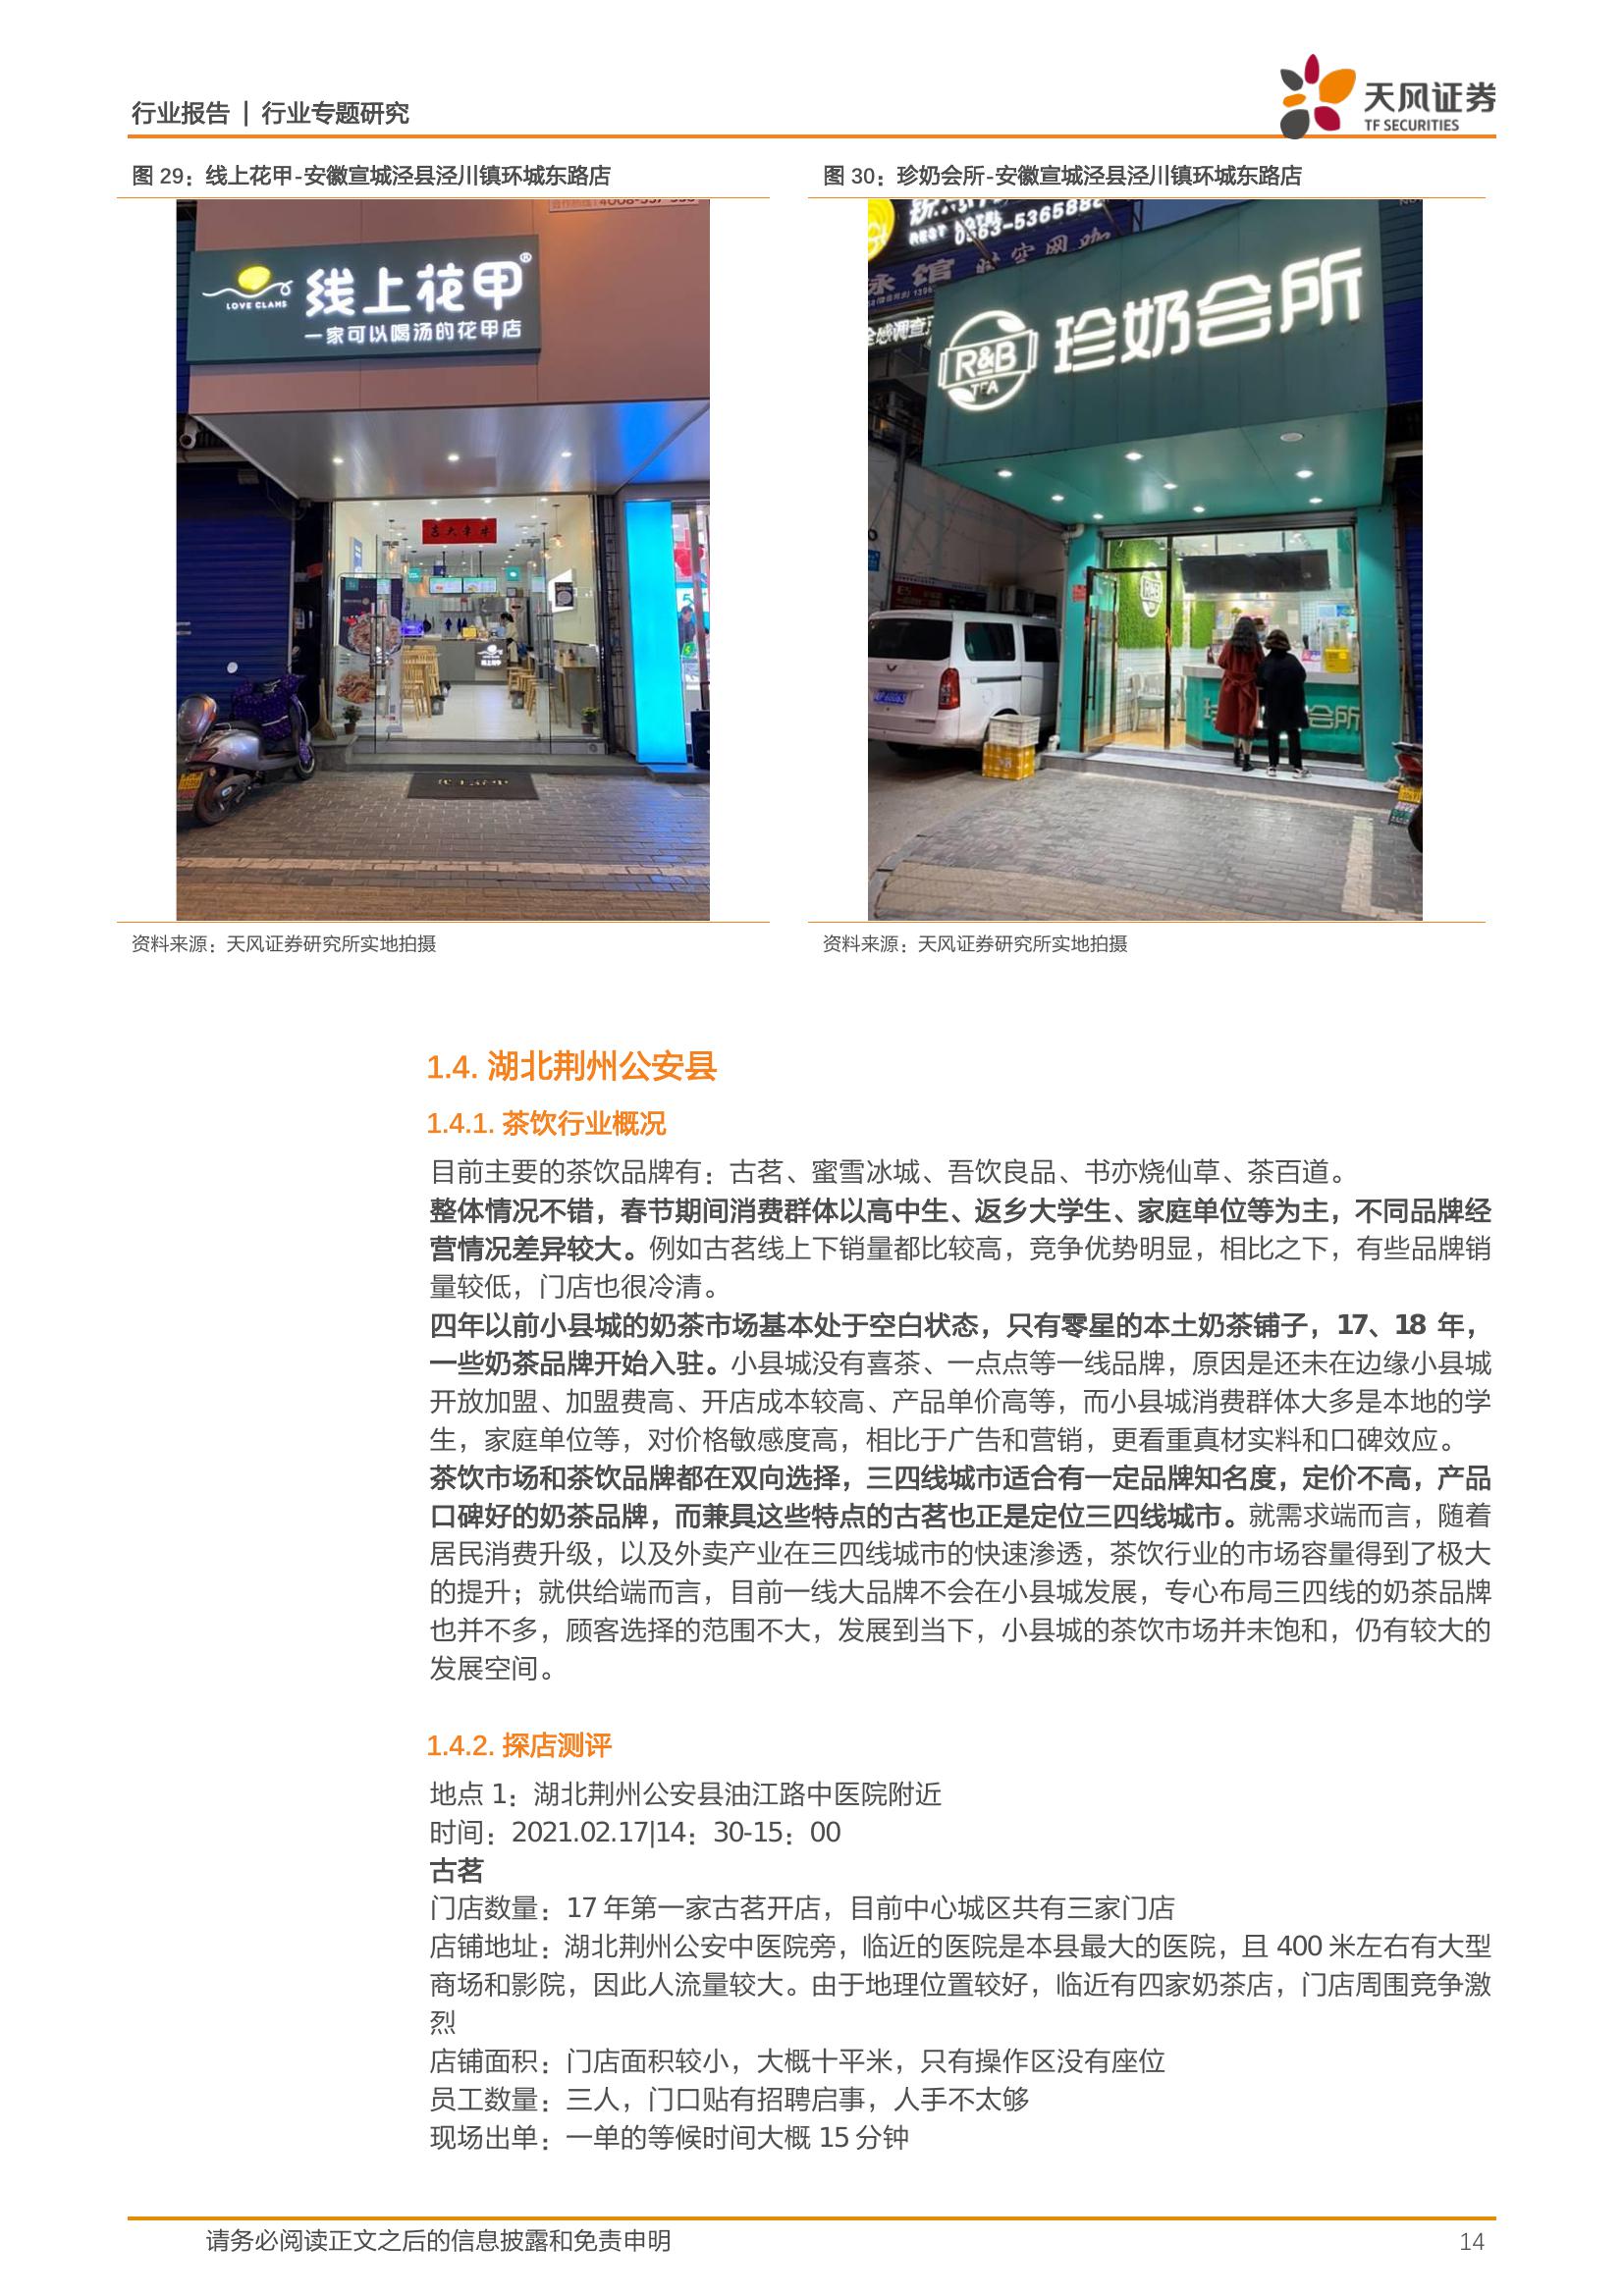 行业报告 | 行业专题研究
天风证券
TF SECURITIES
图 29：线上花甲-安徽宣城泾县泾川镇环城东路店
图 30：珍奶会所-安徽宣城泾县泾川镇环城东路店
线上花甲®
LOVE CLAMS
一家可以喝汤的花甲店
REST HOTEL
0563-5365882
时空网咖
珍奶会所
R&B
TEA
资料来源：天风证券研究所实地拍摄
资料来源：天风证券研究所实地拍摄
1.4. 湖北荆州公安县
1.4.1. 茶饮行业概况
目前主要的茶饮品牌有：古茗、蜜雪冰城、吾饮良品、书亦烧仙草、茶百道。
整体情况不错，春节期间消费群体以高中生、返乡大学生、家庭单位等为主，不同品牌经
营情况差异较大。例如古茗线上下销量都比较高，竞争优势明显，相比之下，有些品牌销
量较低，门店也很冷清。
四年以前小县城的奶茶市场基本处于空白状态，只有零星的本土奶茶铺子，17、18 年，
一些奶茶品牌开始入驻。小县城没有喜茶、一点点等一线品牌，原因是还未在边缘小县城
开放加盟、加盟费高、开店成本较高、产品单价高等，而小县城消费群体大多是本地的学
生，家庭单位等，对价格敏感度高，相比于广告和营销，更看重真材实料和口碑效应。
茶饮市场和茶饮品牌都在双向选择，三四线城市适合有一定品牌知名度，定价不高，产品
口碑好的奶茶品牌，而兼具这些特点的古茗也正是定位三四线城市。就需求端而言，随着
居民消费升级，以及外卖产业在三四线城市的快速渗透，茶饮行业的市场容量得到了极大
的提升；就供给端而言，目前一线大品牌不会在小县城发展，专心布局三四线的奶茶品牌
也并不多，顾客选择的范围不大，发展到当下，小县城的茶饮市场并未饱和，仍有较大的
发展空间。
1.4.2. 探店测评
地点 1：湖北荆州公安县油江路中医院附近
时间：2021.02.17|14：30-15：00
古茗
门店数量：17 年第一家古茗开店，目前中心城区共有三家门店
店铺地址：湖北荆州公安中医院旁，临近的医院是本县最大的医院，且 400 米左右有大型
商场和影院，因此人流量较大。由于地理位置较好，临近有四家奶茶店，门店周围竞争激
烈
店铺面积：门店面积较小，大概十平米，只有操作区没有座位
员工数量：三人，门口贴有招聘启事，人手不太够
现场出单：一单的等候时间大概 15 分钟
请务必阅读正文之后的信息披露和免责申明
14